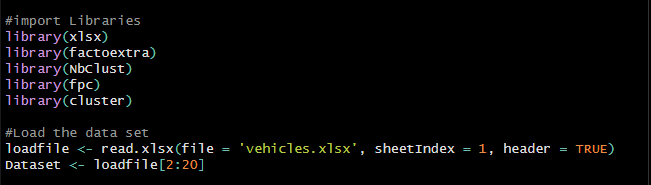 #import Libraries
library(xlsx)
library(factoextra)
library(NbClust)
library(fpc)
library(cluster)
#Load the data set
loadfile <- read.xlsx(file = 'vehicles.xlsx', sheetIndex = 1, header = TRUE)
Dataset <- loadfile[2:20]